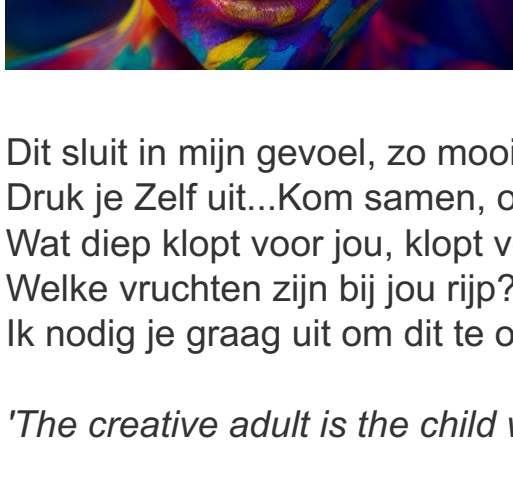 Dit sluit in mijn gevoel, zo mooi
Druk je Zelf uit...Kom samen, o
Wat diep klopt voor jou, klopt v
Welke vruchten zijn bij jou rijp?
Ik nodig je graag uit om dit te o
'The creative adult is the child